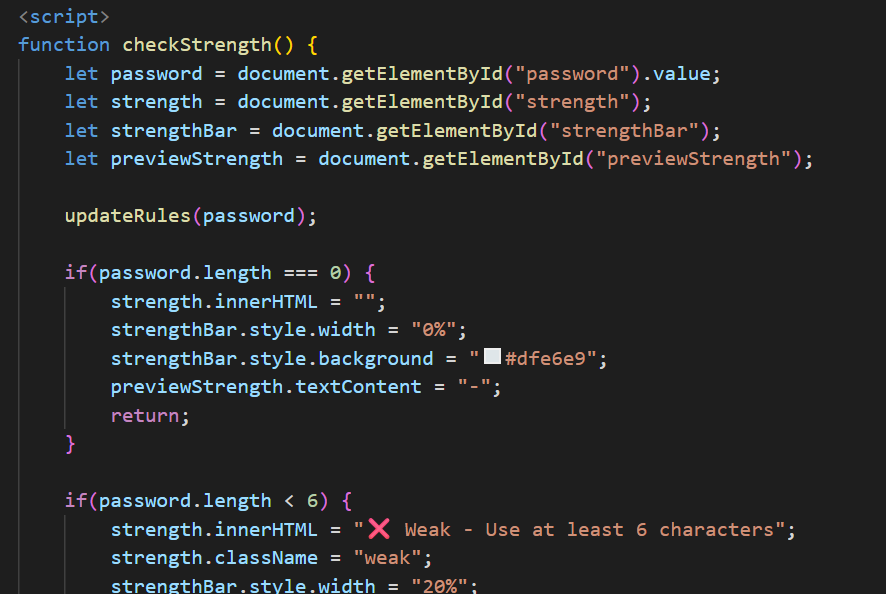 <script>
function checkStrength() {
    let password = document.getElementById("password").value;
    let strength = document.getElementById("strength");
    let strengthBar = document.getElementById("strengthBar");
    let previewStrength = document.getElementById("previewStrength");

    updateRules(password);

    if(password.length === 0) {
        strength.innerHTML = "";
        strengthBar.style.width = "0%";
        strengthBar.style.background = "#dfe6e9";
        previewStrength.textContent = "-";
        return;
    }

    if(password.length < 6) {
        strength.innerHTML = "❌ Weak - Use at least 6 characters";
        strength.className = "weak";
        strengthBar.style.width = "20%";